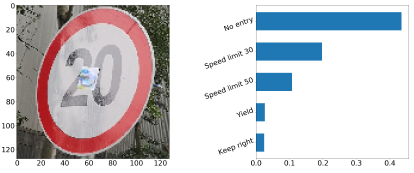 0
20
40
60
80
100
120
0 20 40 60 80 100 120
20
No entry
Speed limit 30
Speed limit 50
Yield
Keep right
0.0 0.1 0.2 0.3 0.4